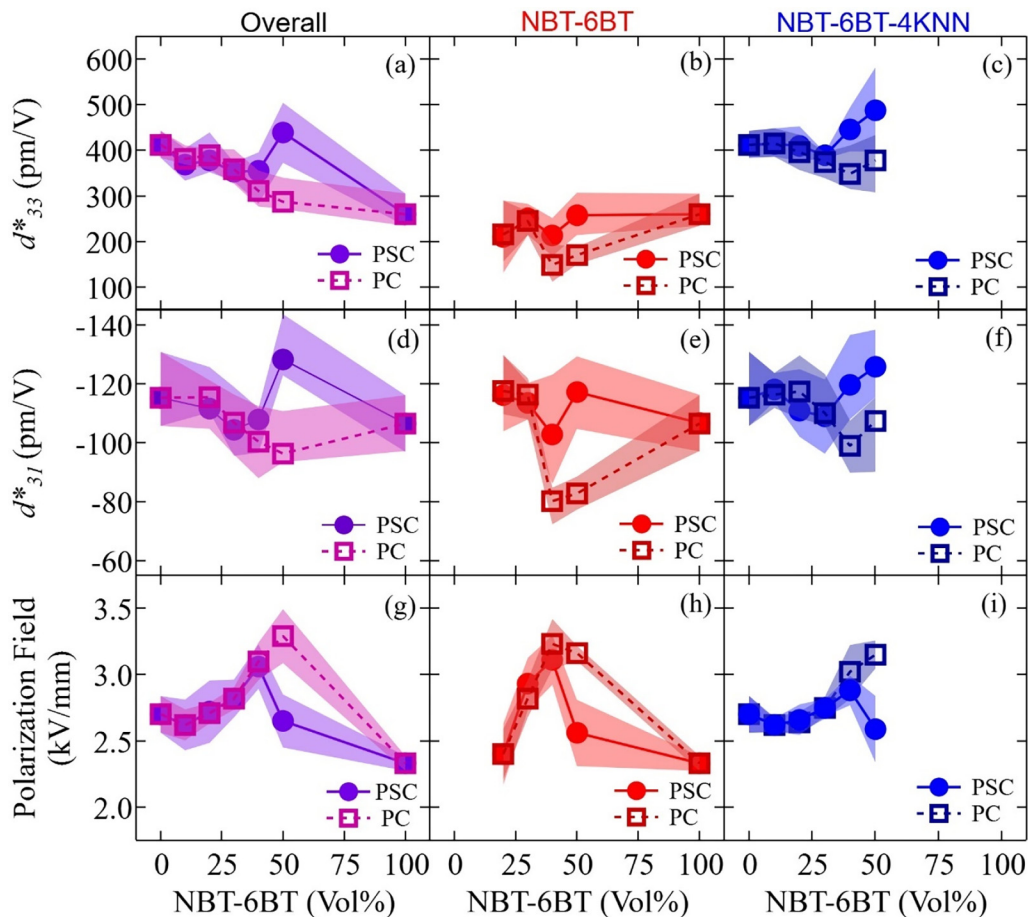 Overall NBT-6BT NBT-6BT-4KNN
600 (a) (b) (c)
500
400
300
200
100
d*33 (pm/V)
PSC PSC PSC
PC PC PC
-140 (d) (e) (f)
-120
-100
-80
-60
d*31 (pm/V)
PSC PSC PSC
PC PC PC
3.5 (g) (h) (i)
3.0
2.5
2.0
Polarization Field
(kV/mm)
PSC PSC PSC
PC PC PC
0 25 50 75 100 0 25 50 75 100 0 25 50 75 100
NBT-6BT (Vol%) NBT-6BT (Vol%) NBT-6BT (Vol%)